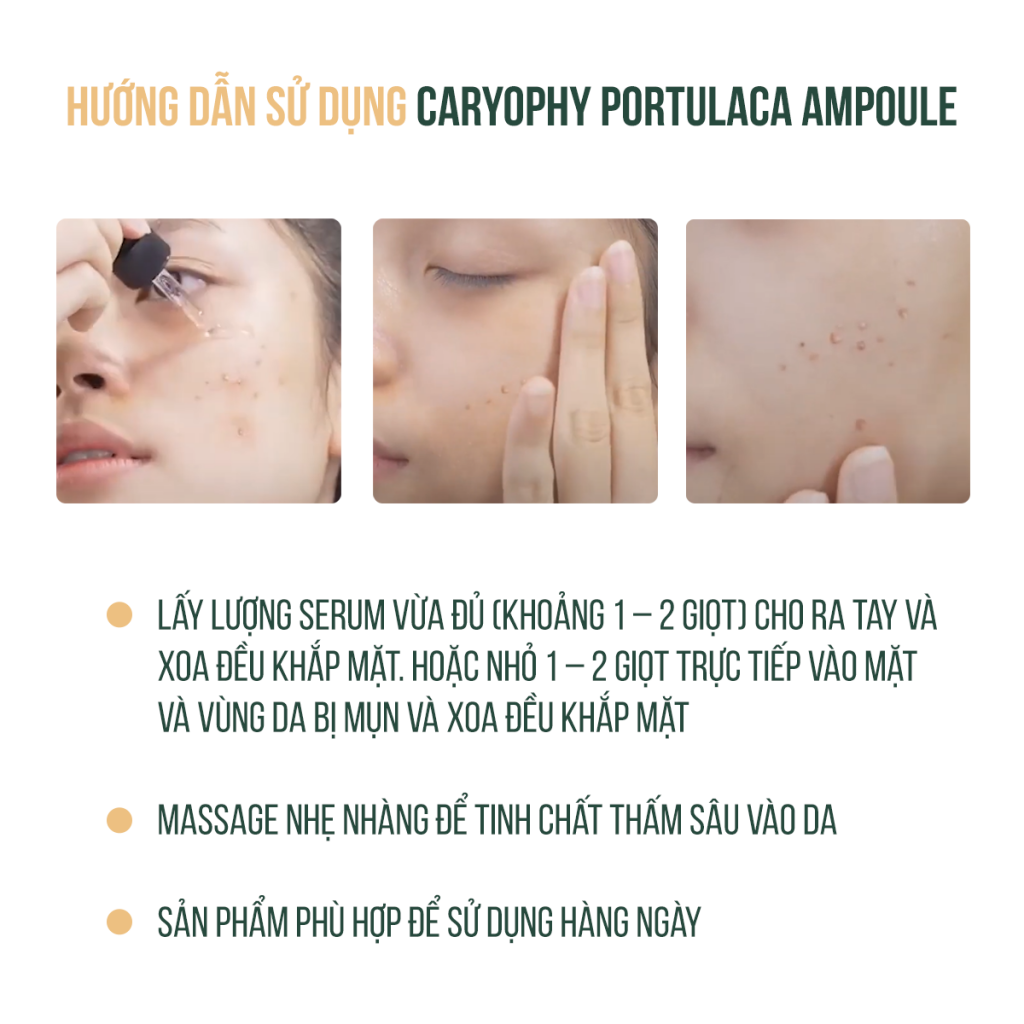 HƯỚNG DẪN SỬ DỤNG CARYOPHY PORTULACA AMPOULE
LẤY LƯỢNG SERUM VỪA ĐỦ (KHOẢNG 1 – 2 GIỌT) CHO RA TAY VÀ
XOA ĐỀU KHẮP MẶT. HOẶC NHỎ 1 – 2 GIỌT TRỰC TIẾP VÀO MẶT
VÀ VÙNG DA BỊ MỤN VÀ XOA ĐỀU KHẮP MẶT
MASSAGE NHẸ NHÀNG ĐỂ TINH CHẤT THẤM SÂU VÀO DA
SẢN PHẨM PHÙ HỢP ĐỂ SỬ DỤNG HÀNG NGÀY